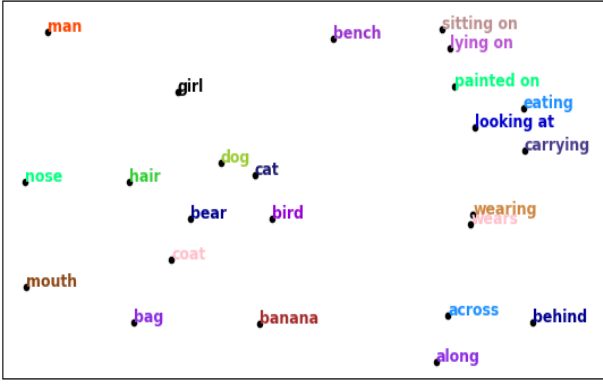 man
sitting on
bench
lying on
girl
painted on
eating
looking at
carrying
dog
cat
nose
hair
bear
bird
wearing
wears
coat
mouth
bag
banana
across
behind
along